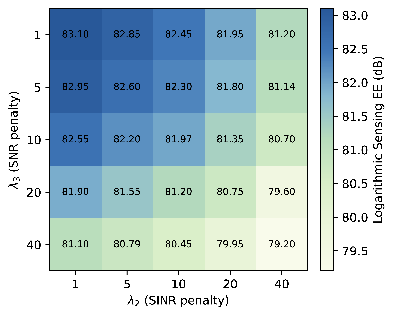 1 83.10 82.85 82.45 81.95 81.20
5 82.95 82.60 82.30 81.80 81.14
10 82.55 82.20 81.97 81.35 80.70
20 81.90 81.55 81.20 80.75 79.60
40 81.10 80.79 80.45 79.95 79.20
1 5 10 20 40
λ₂ (SINR penalty)
λ₃ (SNR penalty)
83.0
82.5
82.0
81.5
81.0
80.5
80.0
79.5
Logarithmic Sensing EE (dB)